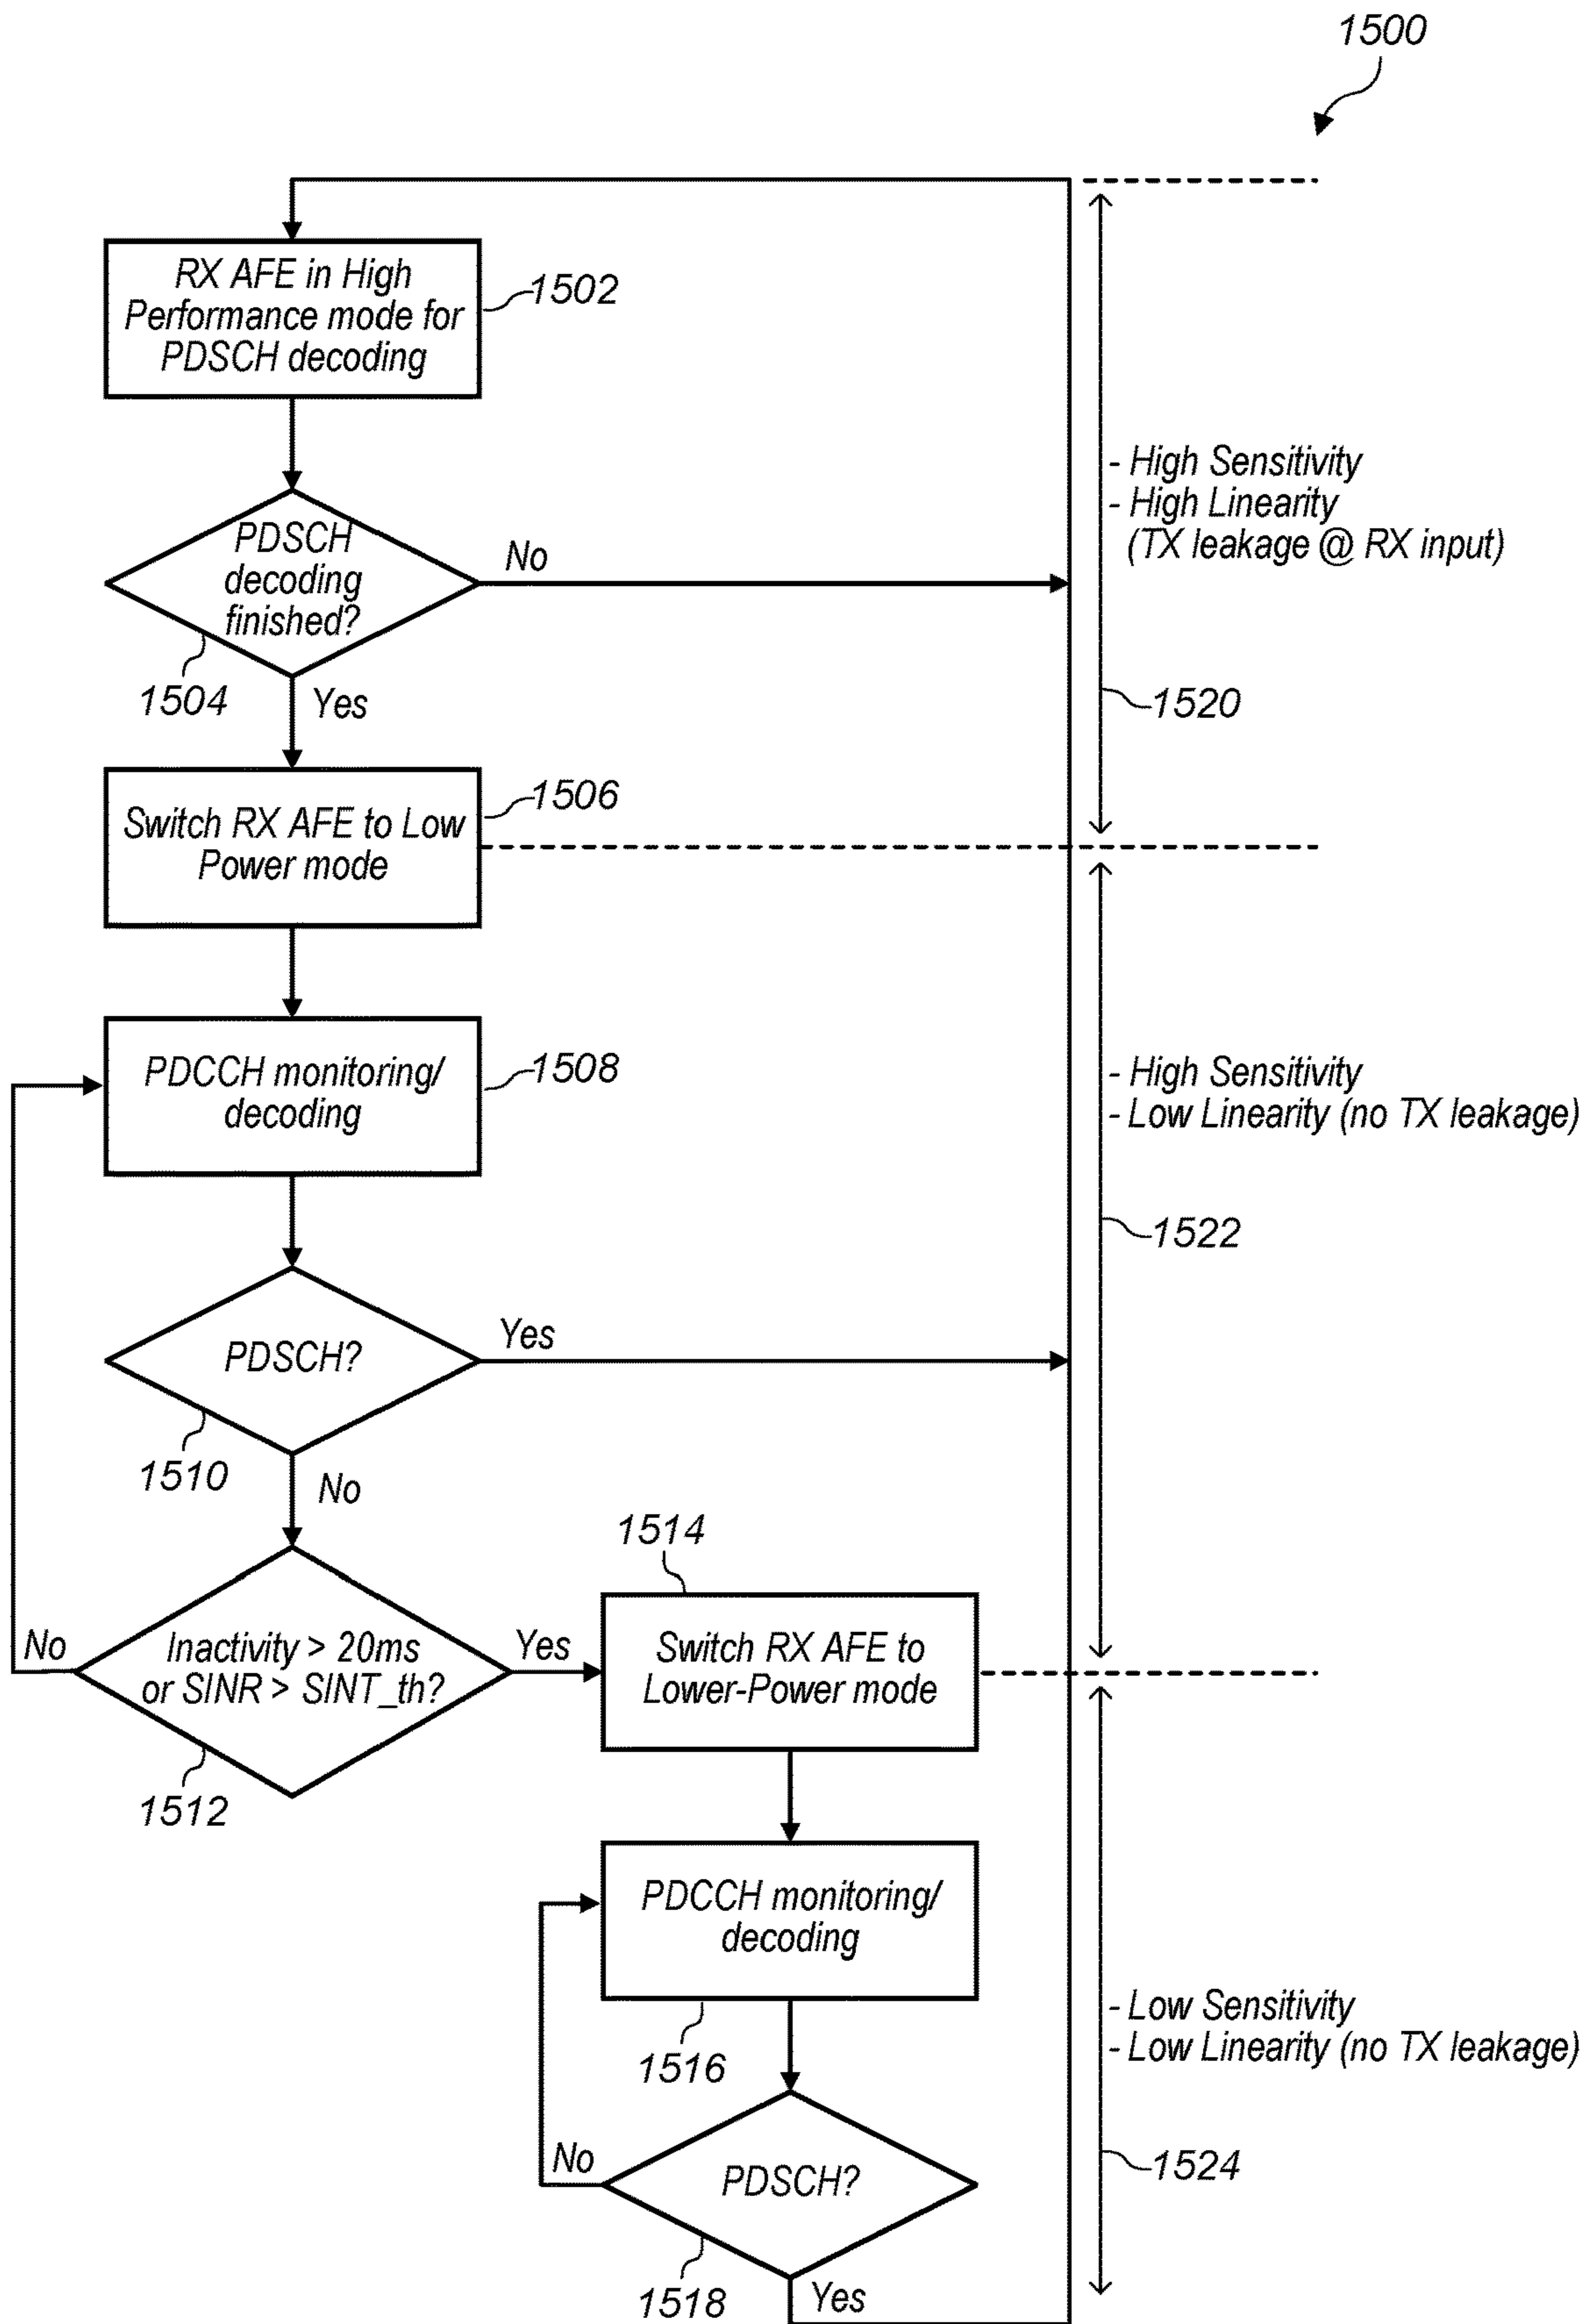 1500
RX AFE in High
Performance mode for
PDSCH decoding
1502
- High Sensitivity
- High Linearity
(TX leakage @ RX input)
PDSCH
decoding
finished?
No
1504
Yes
1520
Switch RX AFE to Low
Power mode
1506
PDCCH monitoring/
decoding
1508
- High Sensitivity
- Low Linearity (no TX leakage)
1522
PDSCH?
Yes
1510
No
1514
Inactivity > 20ms
or SINR > SINT_th?
No
Yes
1512
Switch RX AFE to
Lower-Power mode
PDCCH monitoring/
decoding
1516
- Low Sensitivity
- Low Linearity (no TX leakage)
No
PDSCH?
1524
1518
Yes